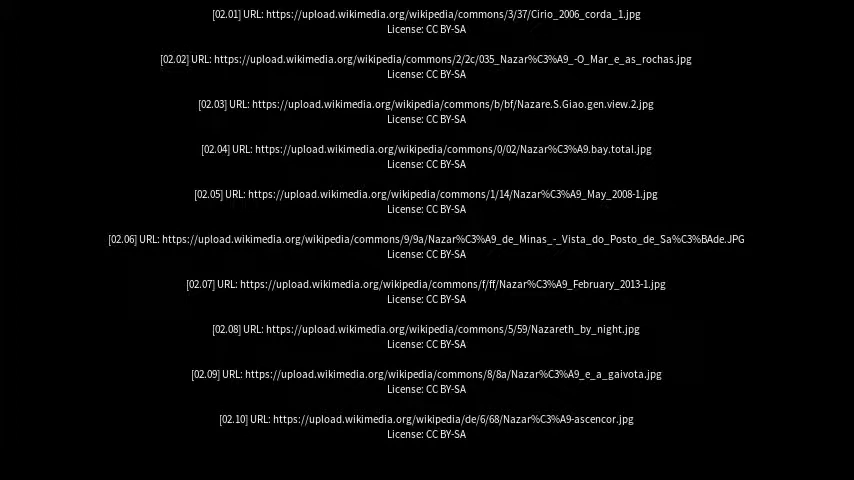 [02.01] URL: https://upload.wikimedia.org/wikipedia/commons/3/37/Cirio_2006_corda_1.jpg
License: CC BY-SA
[02.02] URL: https://upload.wikimedia.org/wikipedia/commons/2/2c/035_Nazar%C3%A9_-O_Mar_e_as_rochas.jpg
License: CC BY-SA
[02.03] URL: https://upload.wikimedia.org/wikipedia/commons/b/bf/Nazare.S.Giao.gen.view.2.jpg
License: CC BY-SA
[02.04] URL: https://upload.wikimedia.org/wikipedia/commons/0/02/Nazar%C3%A9.bay.total.jpg
License: CC BY-SA
[02.05] URL: https://upload.wikimedia.org/wikipedia/commons/1/14/Nazar%C3%A9_May_2008-1.jpg
License: CC BY-SA
[02.06] URL: https://upload.wikimedia.org/wikipedia/commons/9/9a/Nazar%C3%A9_de_Minas_-_Vista_do_Posto_de_Sa%C3%BAde.JPG
License: CC BY-SA
[02.07] URL: https://upload.wikimedia.org/wikipedia/commons/f/ff/Nazar%C3%A9_February_2013-1.jpg
License: CC BY-SA
[02.08] URL: https://upload.wikimedia.org/wikipedia/commons/5/59/Nazareth_by_night.jpg
License: CC BY-SA
[02.09] URL: https://upload.wikimedia.org/wikipedia/commons/8/8a/Nazar%C3%A9_e_a_gaivota.jpg
License: CC BY-SA
[02.10] URL: https://upload.wikimedia.org/wikipedia/de/6/68/Nazar%C3%A9-ascencor.jpg
License: CC BY-SA